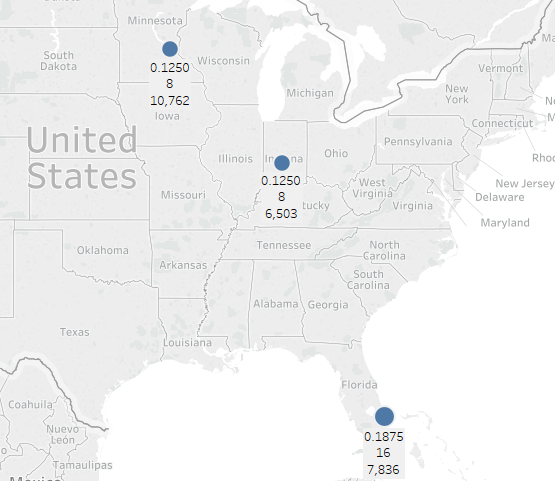 Minnesota
South
Dakota
Wisconsin
0.1250
8
10,762
Iowa
Michigan
Vermont
New
York
Connecticut
United
States
Illinois
Ohio
Pennsylvania
0.1250
8
6,503
New Jersey
Delaware
Maryland
West
Virginia
Virginia
Missouri
Tennessee
North
Carolina
Oklahoma
Arkansas
South
Carolina
Alabama
Georgia
Texas
Louisiana
Florida
Coahuila
Nuevo
León
Tamaulipas
0.1875
16
7,836